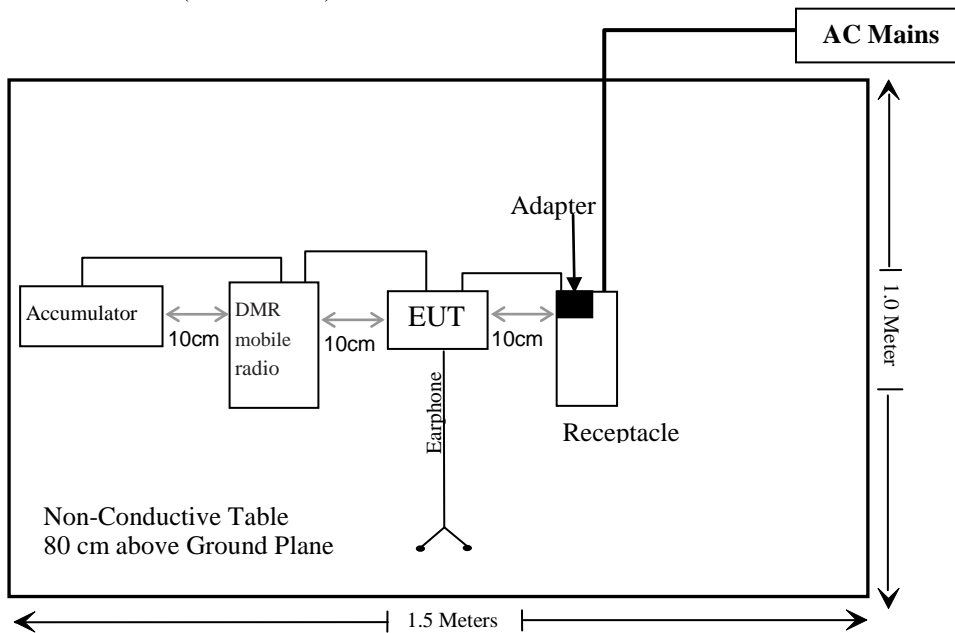 AC Mains
Adapter
Accumulator
10cm
DMR
mobile
radio
10cm
EUT
10cm
1.0 Meter
Earphone
Receptacle
Non-Conductive Table
80 cm above Ground Plane
1.5 Meters